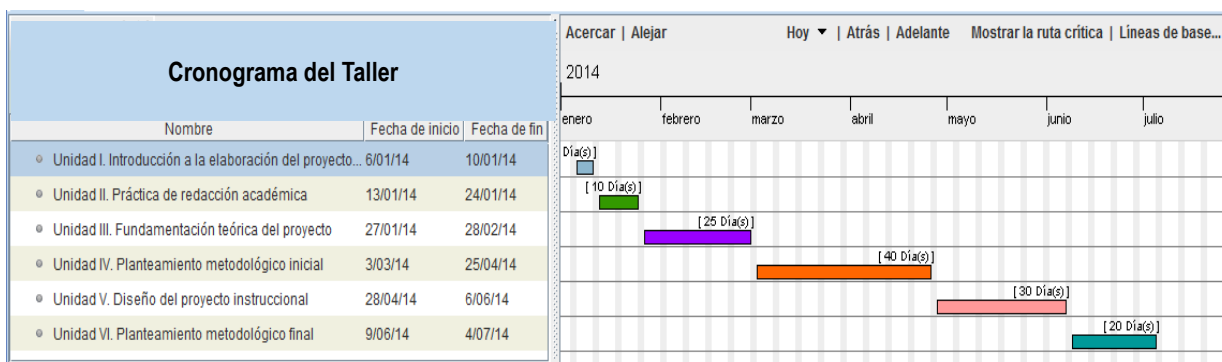 Acercar | Alejar Hoy ▼ | Atrás | Adelante Mostrar la ruta crítica | Líneas de base...
Cronograma del Taller
2014
Nombre Fecha de inicio Fecha de fin
enero febrero marzo abril mayo junio julio
Unidad I. Introducción a la elaboración del proyecto... 6/01/14 10/01/14
Día(s) ]
Unidad II. Práctica de redacción académica 13/01/14 24/01/14
[ 10 Día(s) ]
Unidad III. Fundamentación teórica del proyecto 27/01/14 28/02/14
[ 25 Día(s) ]
Unidad IV. Planteamiento metodológico inicial 3/03/14 25/04/14
[ 40 Día(s) ]
Unidad V. Diseño del proyecto instruccional 28/04/14 6/06/14
[ 30 Día(s) ]
Unidad VI. Planteamiento metodológico final 9/06/14 4/07/14
[ 20 Día(s) ]